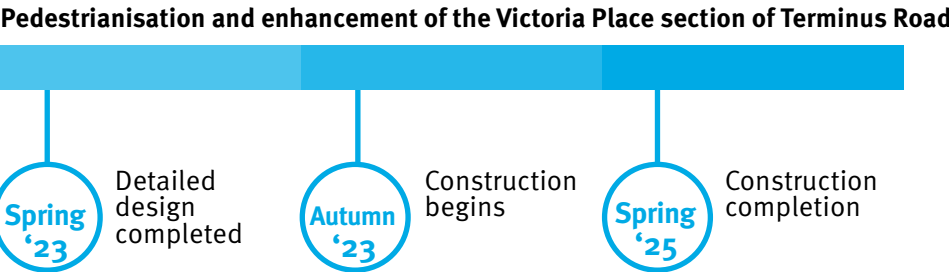 Pedestrianisation and enhancement of the Victoria Place section of Terminus Road
Spring
‘23
Detailed
design
completed
Autumn
‘23
Construction
begins
Spring
‘25
Construction
completion